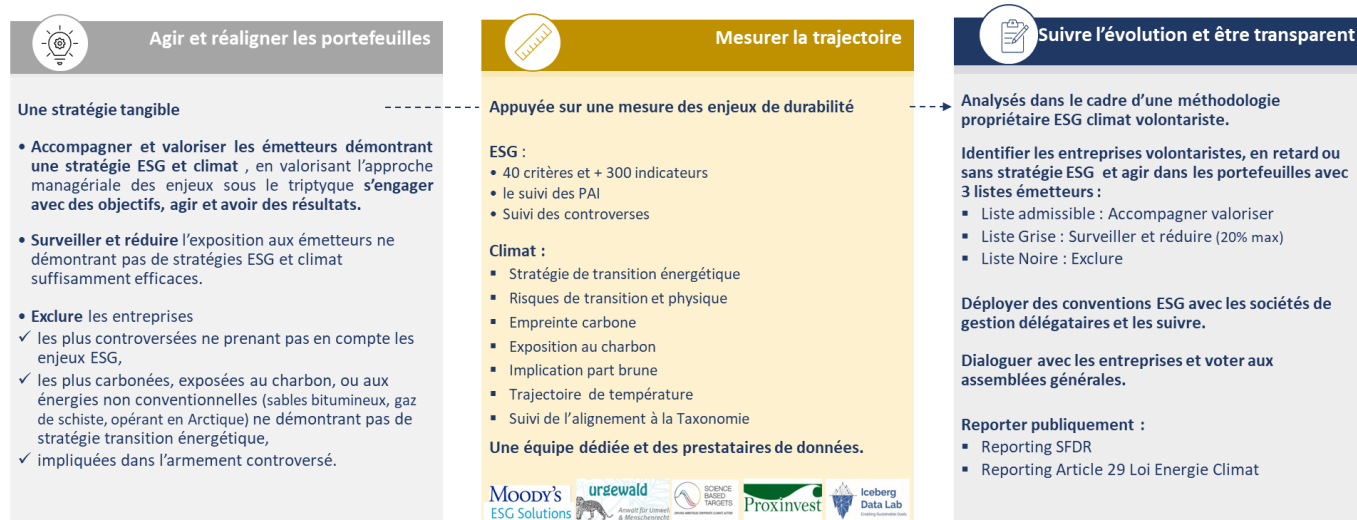 Agir et réaligner les portefeuilles
Une stratégie tangible
• Accompagner et valoriser les émetteurs démontrant
une stratégie ESG et climat , en valorisant l'approche
managériale des enjeux sous le triptyque s'engager
avec des objectifs, agir et avoir des résultats.
• Surveiller et réduire l'exposition aux émetteurs ne
démontrant pas de stratégies ESG et climat
suffisamment efficaces.
• Exclure les entreprises
✓ les plus controversées ne prenant pas en compte les
enjeux ESG,
✓ les plus carbonées, exposées au charbon, ou aux
énergies non conventionnelles (sables bitumineux, gaz
de schiste, opérant en Arctique) ne démontrant pas de
stratégie transition énergétique,
✓ impliquées dans l'armement controversé.
Mesurer la trajectoire
Appuyée sur une mesure des enjeux de durabilité
ESG :
• 40 critères et + 300 indicateurs
• le suivi des PAI
• Suivi des controverses
Climat :
▪ Stratégie de transition énergétique
▪ Risques de transition et physique
▪ Empreinte carbone
▪ Exposition au charbon
▪ Implication part brune
▪ Trajectoire de température
▪ Suivi de l'alignement à la Taxonomie
Une équipe dédiée et des prestataires de données.
MOODY'S
ESG Solutions
urgewald
Anwalt für Umwelt
& Menschenrecht
SCIENCE
BASED
TARGETS
DRIVING AMBITIOUS CORPORATE CLIMATE ACTION
Proxinvest
Iceberg
Data Lab
Enabling Sustainable Goals
Suivre l'évolution et être transparent
Analysés dans le cadre d'une méthodologie
propriétaire ESG climat volontariste.
Identifier les entreprises volontaristes, en retard ou
sans stratégie ESG et agir dans les portefeuilles avec
3 listes émetteurs :
▪ Liste admissible : Accompagner valoriser
▪ Liste Grise : Surveiller et réduire (20% max)
▪ Liste Noire : Exclure
Déployer des conventions ESG avec les sociétés de
gestion délégataires et les suivre.
Dialoguer avec les entreprises et voter aux
assemblées générales.
Reporter publiquement :
▪ Reporting SFDR
▪ Reporting Article 29 Loi Energie Climat